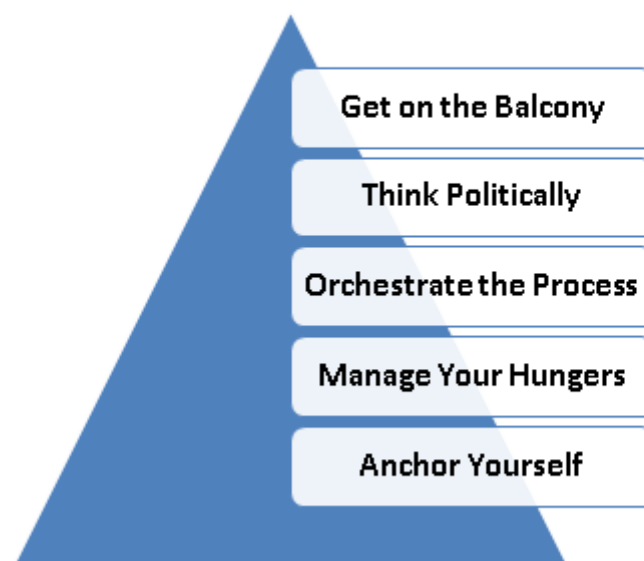 Get on the Balcony
Think Politically
Orchestrate the Process
Manage Your Hungers
Anchor Yourself